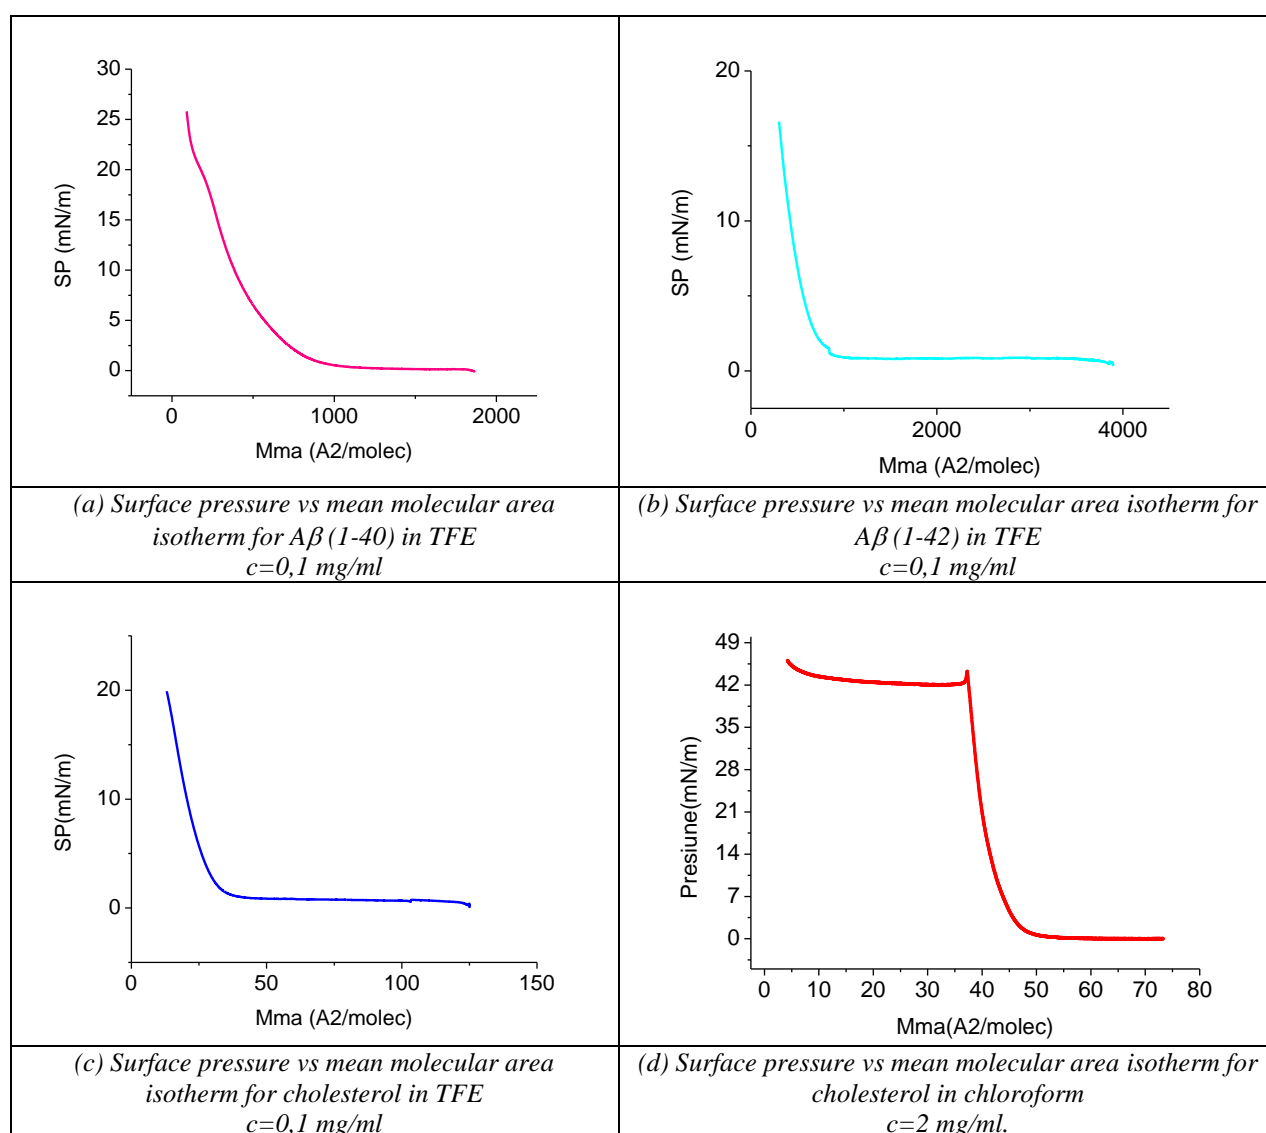 30
25
20
15
10
5
0
SP (mN/m)
0 1000 2000
Mma (A2/molec)
20
10
0
SP (mN/m)
0 2000 4000
Mma (A2/molec)
(a) Surface pressure vs mean molecular area
isotherm for Aβ (1-40) in TFE
c=0,1 mg/ml
(b) Surface pressure vs mean molecular area isotherm for
Aβ (1-42) in TFE
c=0,1 mg/ml
20
10
0
SP(mN/m)
0 50 100 150
Mma (A2/molec)
49
42
35
28
21
14
7
0
Presiune(mN/m)
0 10 20 30 40 50 60 70 80
Mma(A2/molec)
(c) Surface pressure vs mean molecular area
isotherm for cholesterol in TFE
c=0,1 mg/ml
(d) Surface pressure vs mean molecular area isotherm for
cholesterol in chloroform
c=2 mg/ml.